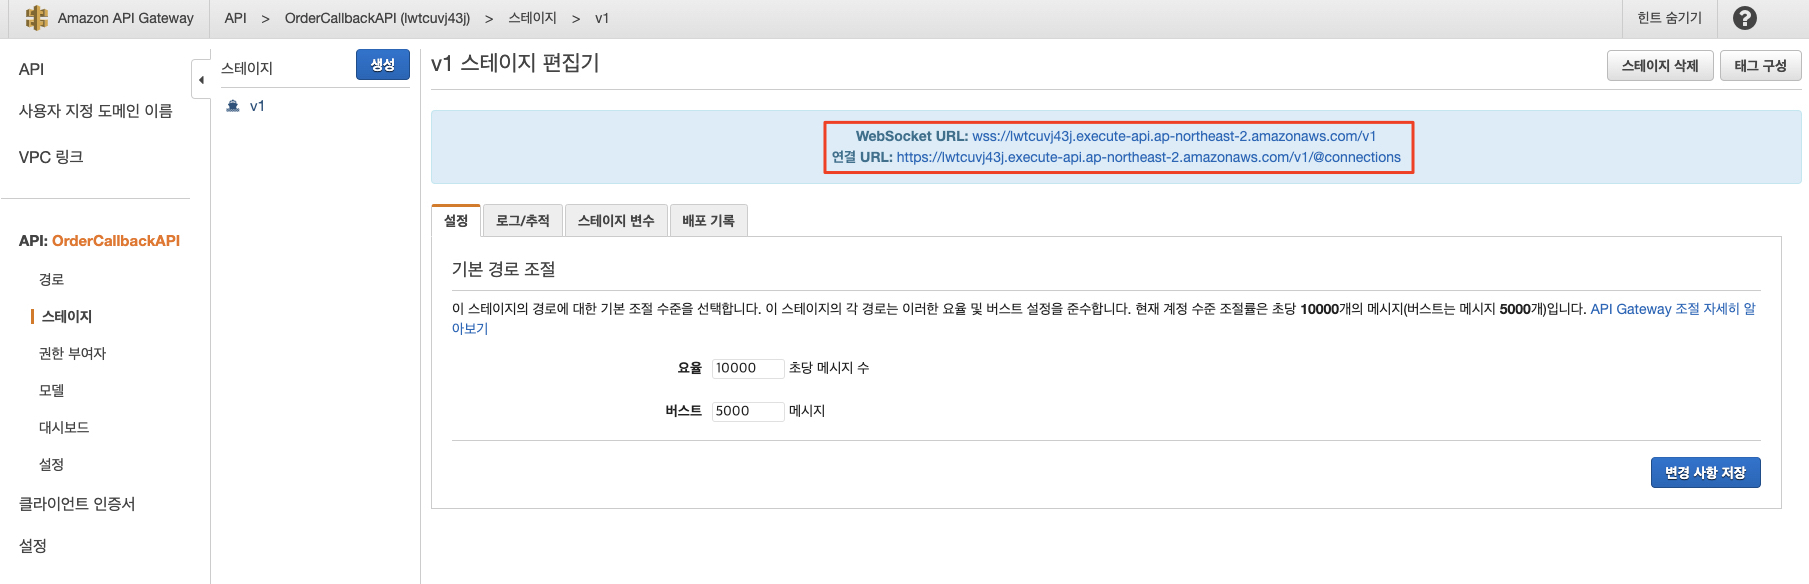 Amazon API Gateway API > OrderCallbackAPI (lwtcuvj43j) > 스테이지 > v1 힌트 숨기기 ?
API
사용자 지정 도메인 이름
VPC 링크
API: OrderCallbackAPI
경로
스테이지
권한 부여자
모델
대시보드
설정
클라이언트 인증서
설정
스테이지 생성
v1
v1 스테이지 편집기 스테이지 삭제 태그 구성
WebSocket URL: wss://lwtcuvj43j.execute-api.ap-northeast-2.amazonaws.com/v1
연결 URL: https://lwtcuvj43j.execute-api.ap-northeast-2.amazonaws.com/v1/@connections
설정 로그/추적 스테이지 변수 배포 기록
기본 경로 조절
이 스테이지의 경로에 대한 기본 조절 수준을 선택합니다. 이 스테이지의 각 경로는 이러한 요율 및 버스트 설정을 준수합니다. 현재 계정 수준 조절률은 초당 10000개의 메시지(버스트는 메시지 5000개)입니다. API Gateway 조절 자세히 알
아보기
요율 10000 초당 메시지 수
버스트 5000 메시지
변경 사항 저장